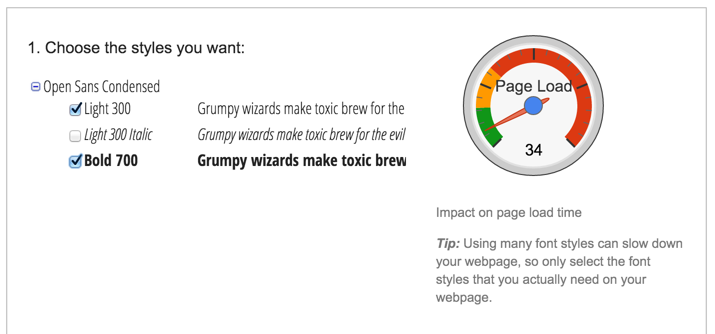 1. Choose the styles you want:
Open Sans Condensed
Light 300 Grumpy wizards make toxic brew for the
Light 300 Italic Grumpy wizards make toxic brew for the evil
Bold 700 Grumpy wizards make toxic brew
Page Load
34
Impact on page load time
Tip: Using many font styles can slow down
your webpage, so only select the font
styles that you actually need on your
webpage.